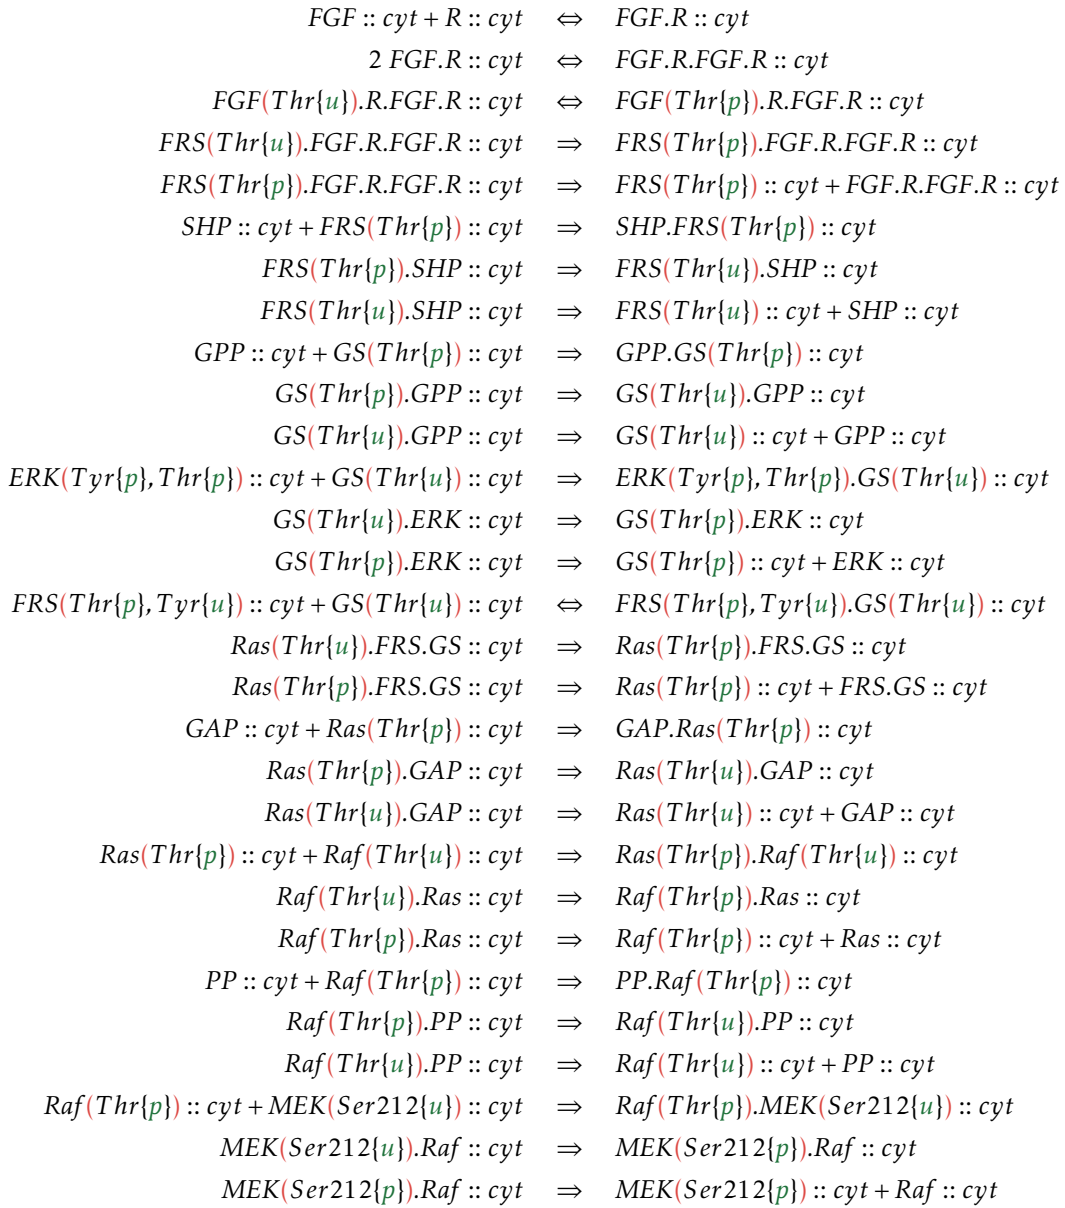 FGF :: cyt + R :: cyt ⇔ FGF.R :: cyt
2 FGF.R :: cyt ⇔ FGF.R.FGF.R :: cyt
FGF(Thr{u}).R.FGF.R :: cyt ⇔ FGF(Thr{p}).R.FGF.R :: cyt
FRS(Thr{u}).FGF.R.FGF.R :: cyt ⇒ FRS(Thr{p}).FGF.R.FGF.R :: cyt
FRS(Thr{p}).FGF.R.FGF.R :: cyt ⇒ FRS(Thr{p}) :: cyt + FGF.R.FGF.R :: cyt
SHP :: cyt + FRS(Thr{p}) :: cyt ⇒ SHP.FRS(Thr{p}) :: cyt
FRS(Thr{p}).SHP :: cyt ⇒ FRS(Thr{u}).SHP :: cyt
FRS(Thr{u}).SHP :: cyt ⇒ FRS(Thr{u}) :: cyt + SHP :: cyt
GPP :: cyt + GS(Thr{p}) :: cyt ⇒ GPP.GS(Thr{p}) :: cyt
GS(Thr{p}).GPP :: cyt ⇒ GS(Thr{u}).GPP :: cyt
GS(Thr{u}).GPP :: cyt ⇒ GS(Thr{u}) :: cyt + GPP :: cyt
ERK(Tyr{p}, Thr{p}) :: cyt + GS(Thr{u}) :: cyt ⇒ ERK(Tyr{p}, Thr{p}).GS(Thr{u}) :: cyt
GS(Thr{u}).ERK :: cyt ⇒ GS(Thr{p}).ERK :: cyt
GS(Thr{p}).ERK :: cyt ⇒ GS(Thr{p}) :: cyt + ERK :: cyt
FRS(Thr{p}, Tyr{u}) :: cyt + GS(Thr{u}) :: cyt ⇔ FRS(Thr{p}, Tyr{u}).GS(Thr{u}) :: cyt
Ras(Thr{u}).FRS.GS :: cyt ⇒ Ras(Thr{p}).FRS.GS :: cyt
Ras(Thr{p}).FRS.GS :: cyt ⇒ Ras(Thr{p}) :: cyt + FRS.GS :: cyt
GAP :: cyt + Ras(Thr{p}) :: cyt ⇒ GAP.Ras(Thr{p}) :: cyt
Ras(Thr{p}).GAP :: cyt ⇒ Ras(Thr{u}).GAP :: cyt
Ras(Thr{u}).GAP :: cyt ⇒ Ras(Thr{u}) :: cyt + GAP :: cyt
Ras(Thr{p}) :: cyt + Raf(Thr{u}) :: cyt ⇒ Ras(Thr{p}).Raf(Thr{u}) :: cyt
Raf(Thr{u}).Ras :: cyt ⇒ Raf(Thr{p}).Ras :: cyt
Raf(Thr{p}).Ras :: cyt ⇒ Raf(Thr{p}) :: cyt + Ras :: cyt
PP :: cyt + Raf(Thr{p}) :: cyt ⇒ PP.Raf(Thr{p}) :: cyt
Raf(Thr{p}).PP :: cyt ⇒ Raf(Thr{u}).PP :: cyt
Raf(Thr{u}).PP :: cyt ⇒ Raf(Thr{u}) :: cyt + PP :: cyt
Raf(Thr{p}) :: cyt + MEK(Ser212{u}) :: cyt ⇒ Raf(Thr{p}).MEK(Ser212{u}) :: cyt
MEK(Ser212{u}).Raf :: cyt ⇒ MEK(Ser212{p}).Raf :: cyt
MEK(Ser212{p}).Raf :: cyt ⇒ MEK(Ser212{p}) :: cyt + Raf :: cyt